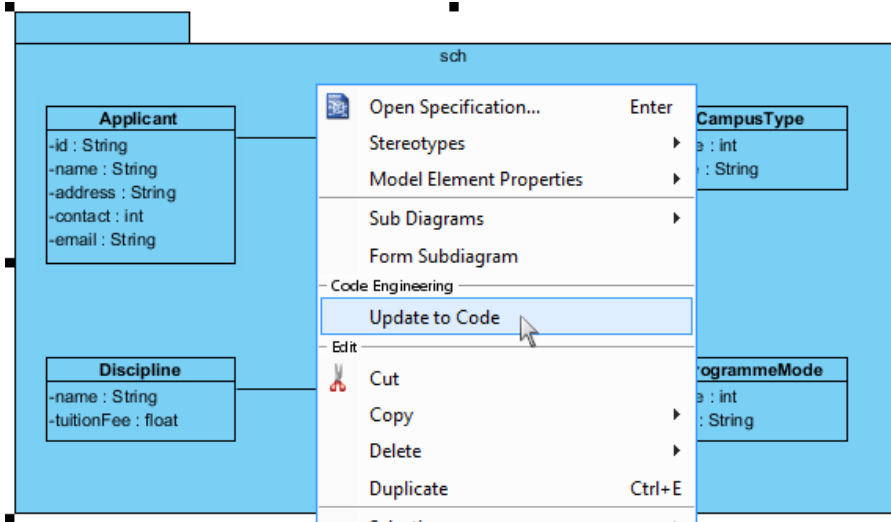 sch
Applicant
-id : String
-name : String
-address : String
-contact : int
-email : String
Open Specification... Enter
Stereotypes
Model Element Properties
Sub Diagrams
Form Subdiagram
Code Engineering
Update to Code
Edit
Cut
Copy
Delete
Duplicate Ctrl+E
CampusType
: int
: String
Discipline
-name : String
-tuitionFee : float
rogrammeMode
: int
: String